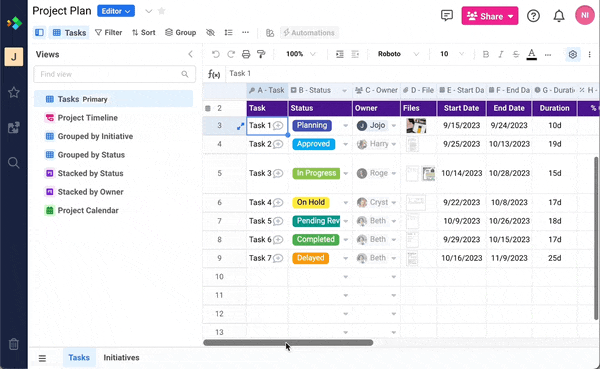 Project Plan
Editor
Share
NI
Tasks Filter Sort Group Automations
J
Views
Find view
Tasks Primary
Project Timeline
Grouped by Initiative
Grouped by Status
Stacked by Status
Stacked by Owner
Project Calendar
100% Roboto 10 B I S A
f(x) Task 1
A - Task B - Status C - Owner D - File E - Start Da F - End Da G - Duratio H -
2 Task Status Owner Files Start Date End Date Duration %
3 Task 1 Planning J Jojo 9/15/2023 9/24/2023 10d
4 Task 2 Approved Harry 9/25/2023 10/13/2023 19d
5 Task 3 In Progress Roge 10/14/2023 10/28/2023 15d
6 Task 4 On Hold Cryst 9/22/2023 10/8/2023 17d
7 Task 5 Pending Rev Beth 10/9/2023 10/26/2023 18d
8 Task 6 Completed Beth 9/29/2023 10/15/2023 17d
9 Task 7 Delayed Beth 10/16/2023 11/9/2023 25d
10
11
12
13
Tasks Initiatives